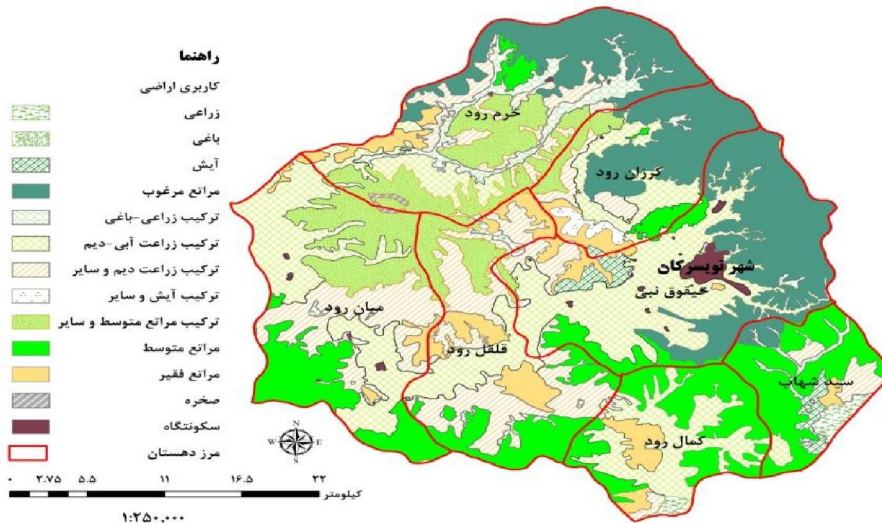 راهنما
کاربری اراضی
زراعی
باغی
آیش
مراتع مرغوب
ترکیب زراعی-باغی
ترکیب زراعت آبی-دیم
ترکیب زراعت دیم و سایر
ترکیب آیش و سایر
ترکیب مراتع متوسط و سایر
مراتع متوسط
مراتع فقیر
صخره
سکونتگاه
مرز دهستان
خرم رود
کرزان رود
شهر تویسرکان
حیقوق نبی
میان رود
قلقل رود
سید شهاب
کمال رود
N
W E
S
۰ ۲.۷۵ ۵.۵ ۱۱ ۱۶.۵ ۲۲
کیلومتر
۱:۲۵۰,۰۰۰